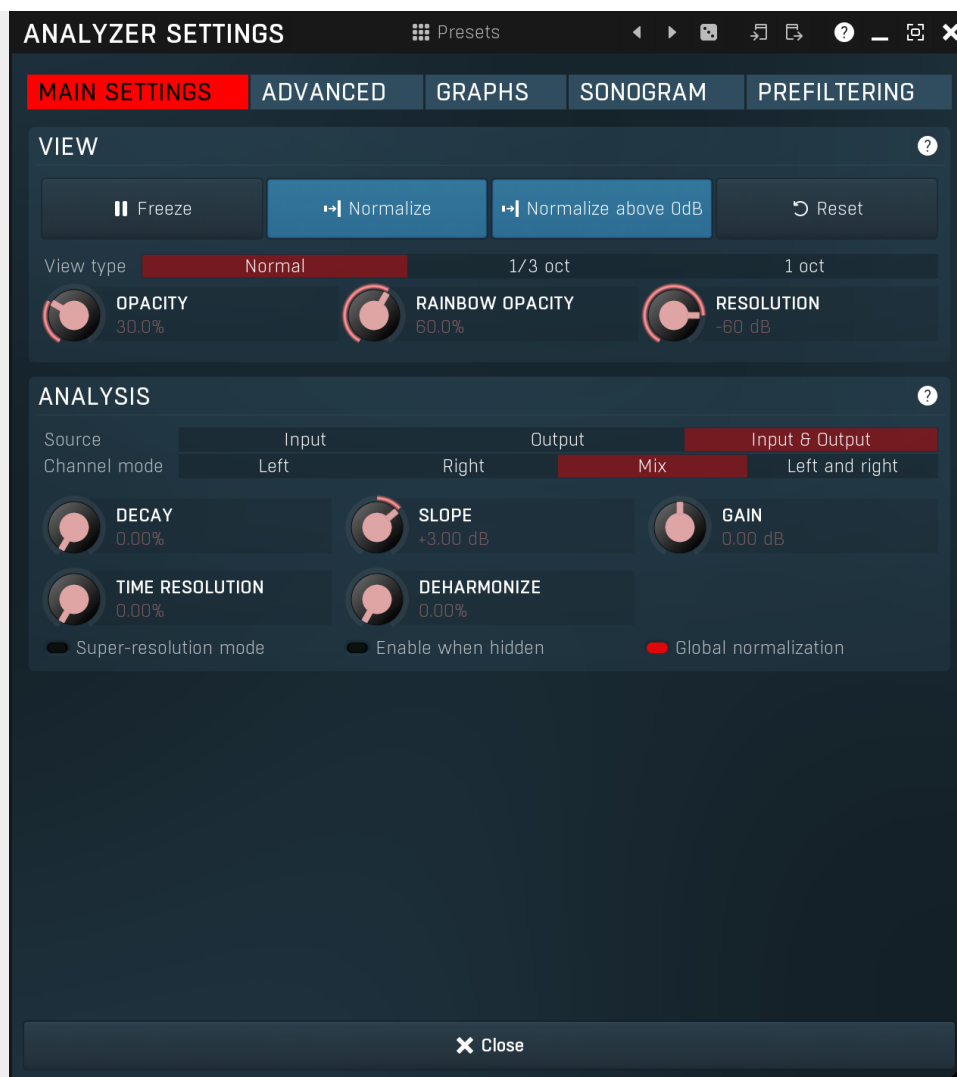 ANALYZER SETTINGS Presets
MAIN SETTINGS ADVANCED GRAPHS SONOGRAM PREFILTERING
VIEW ?
Freeze Normalize Normalize above 0dB Reset
View type Normal 1/3 oct 1 oct
OPACITY RAINBOW OPACITY RESOLUTION
30.0% 60.0% -60 dB
ANALYSIS ?
Source Input Output Input & Output
Channel mode Left Right Mix Left and right
DECAY SLOPE GAIN
0.00% +3.00 dB 0.00 dB
TIME RESOLUTION DEHARMONIZE
0.00% 0.00%
Super-resolution mode Enable when hidden Global normalization
Close